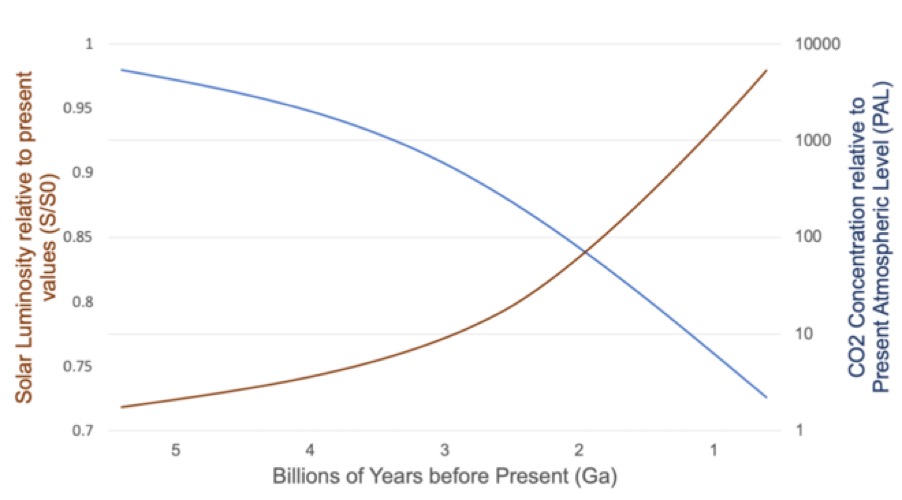 Solar Luminosity relative to present
values (S/S0)
1
0.95
0.9
0.85
0.8
0.75
0.7
10000
1000
100
10
1
CO2 Concentration relative to
Present Atmospheric Level (PAL)
5 4 3 2 1
Billions of Years before Present (Ga)